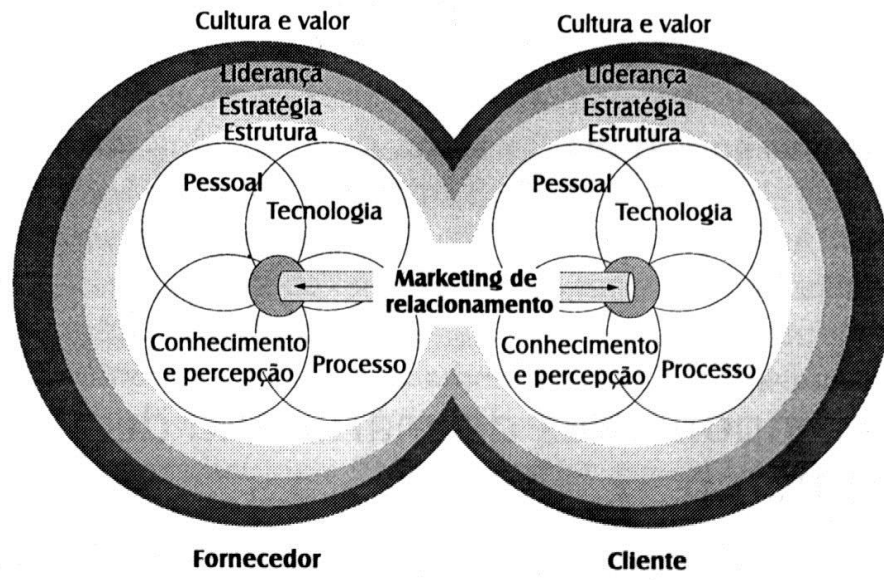 Cultura e valor
Cultura e valor
Liderança
Liderança
Estratégia
Estratégia
Estrutura
Estrutura
Pessoal
Pessoal
Tecnologia
Tecnologia
Marketing de
relacionamento
Conhecimento
e percepção
Processo
Conhecimento
e percepção
Processo
Fornecedor
Cliente